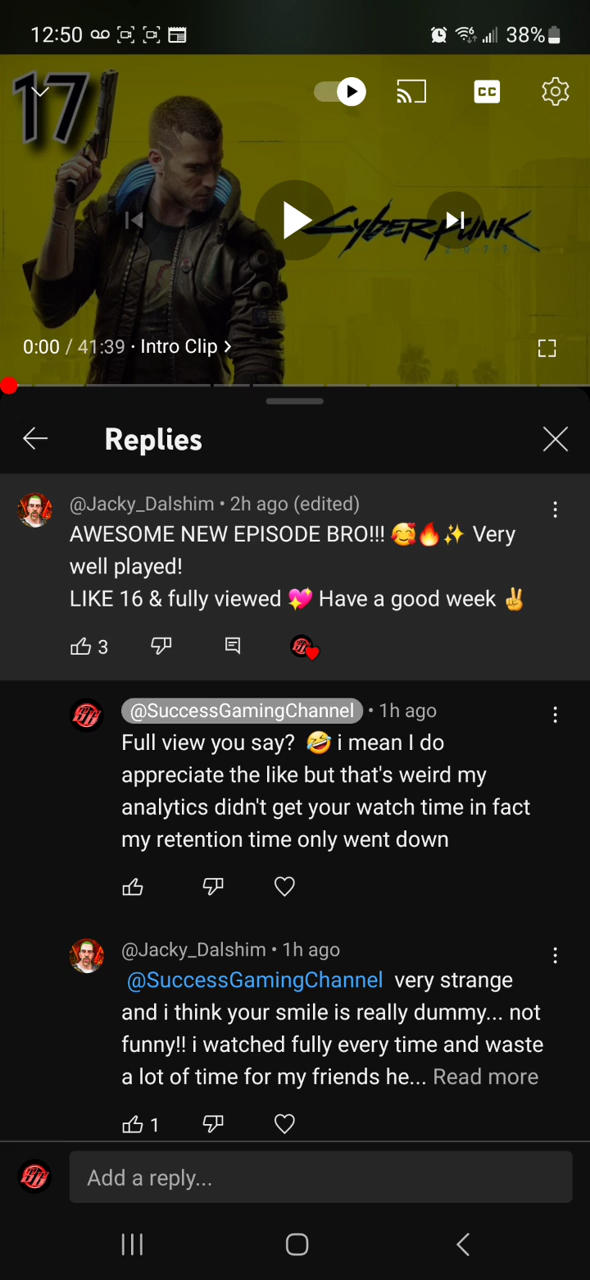 12:50
38%
17
CC
CYBERPUNK
2077
0:00 / 41:39 · Intro Clip
Replies
@Jacky_Dalshim • 2h ago (edited)
AWESOME NEW EPISODE BRO!!! 🥰🔥✨ Very
well played!
LIKE 16 & fully viewed 💖 Have a good week ✌️
3
@SuccessGamingChannel • 1h ago
Full view you say? 🤣 i mean I do
appreciate the like but that's weird my
analytics didn't get your watch time in fact
my retention time only went down
@Jacky_Dalshim • 1h ago
@SuccessGamingChannel very strange
and i think your smile is really dummy... not
funny!! i watched fully every time and waste
a lot of time for my friends he... Read more
1
Add a reply...